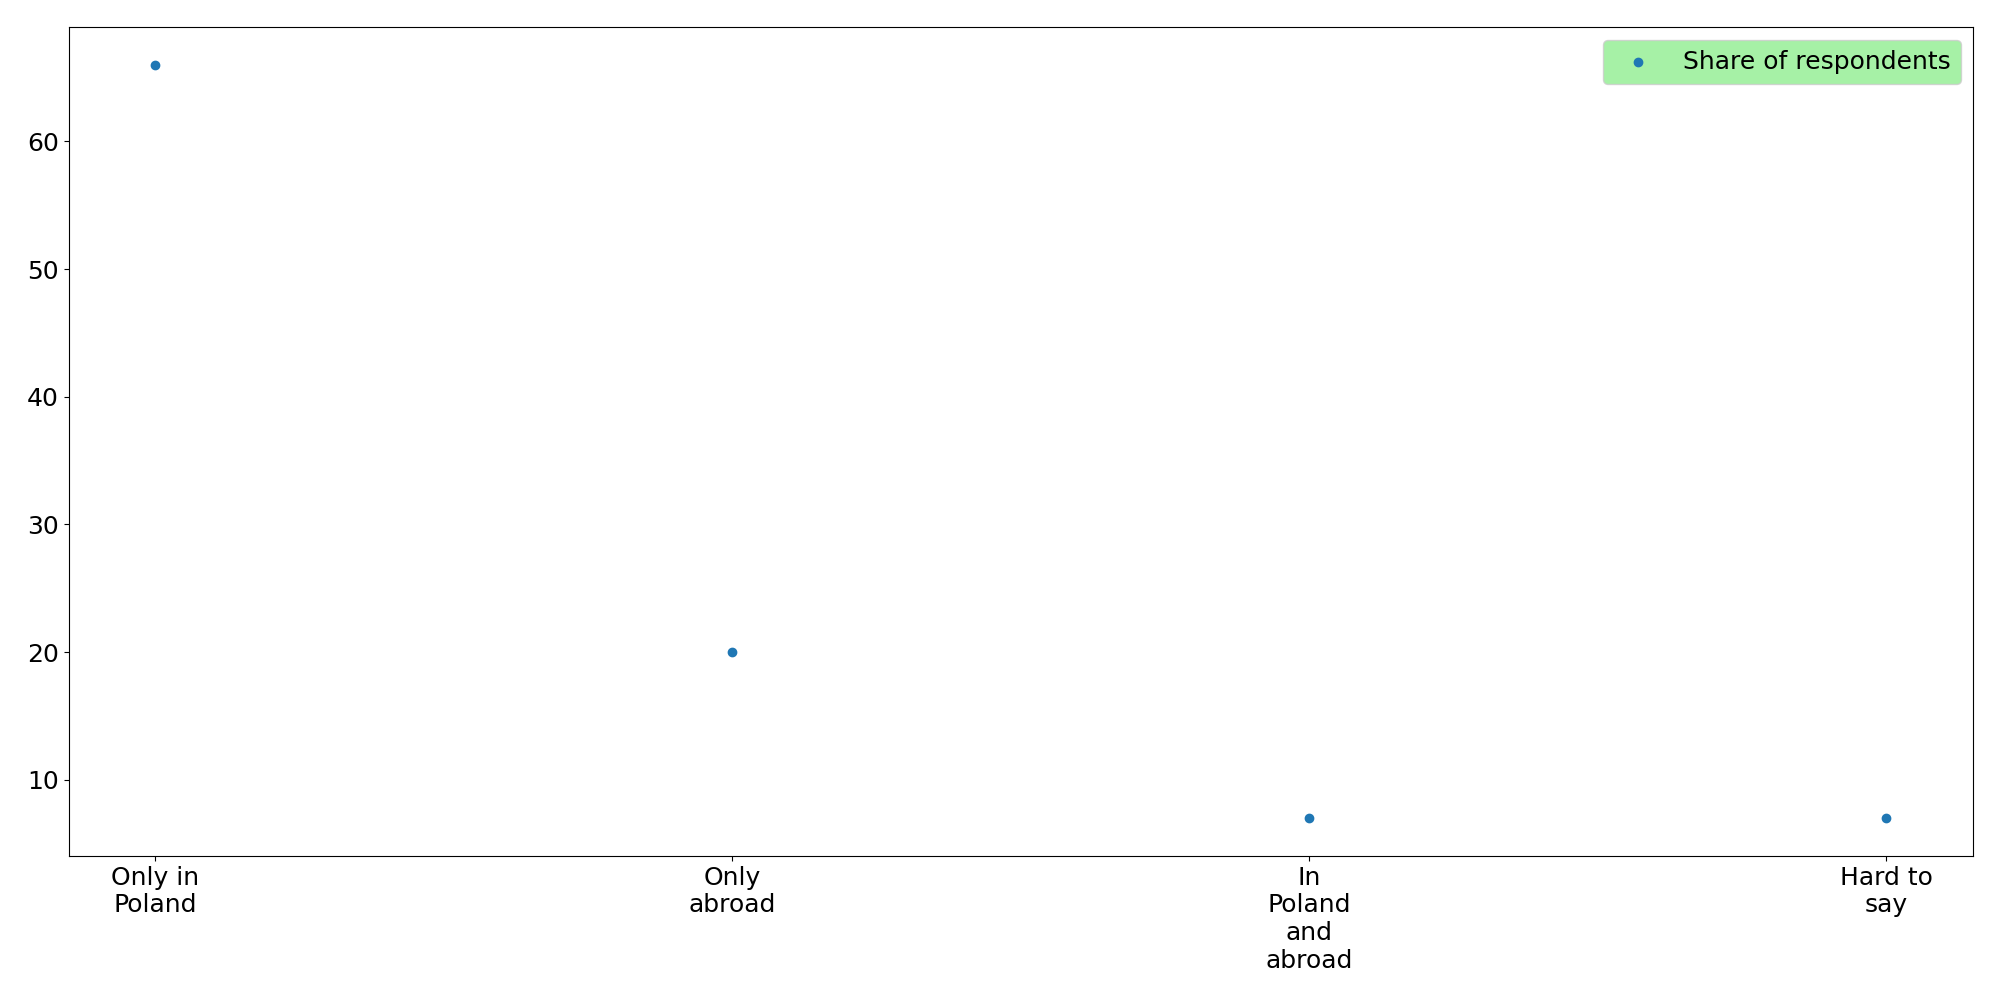 Share of respondents
60
50
40
30
20
10
Only in
Poland
Only
abroad
In
Poland
and
abroad
Hard to
say